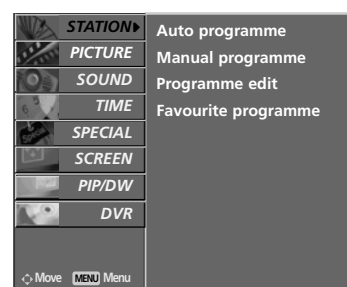 STATION
PICTURE
SOUND
TIME
SPECIAL
SCREEN
PIP/DW
DVR
Move MENU Menu
Auto programme
Manual programme
Programme edit
Favourite programme